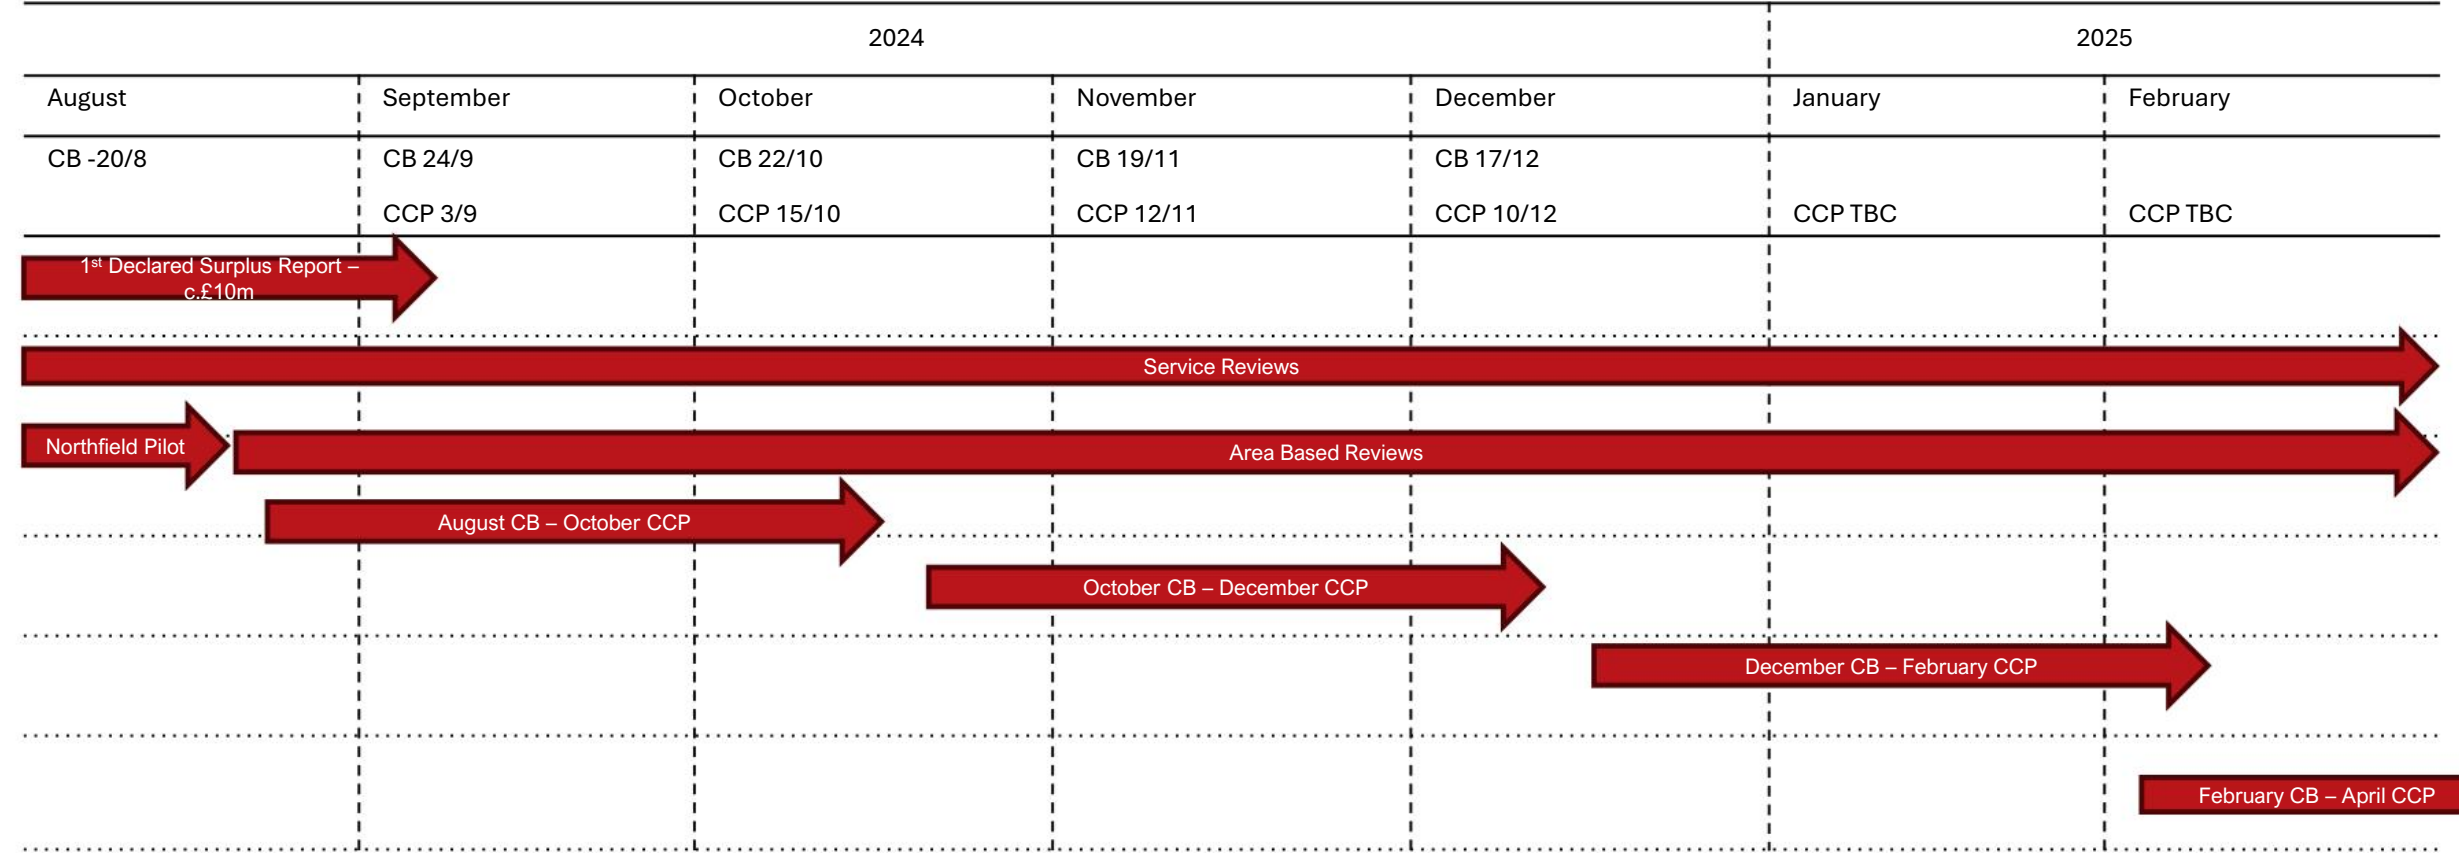 2024
2025
August
September
October
November
December
January
February
CB -20/8
CB 24/9
CB 22/10
CB 19/11
CB 17/12
CCP 3/9
CCP 15/10
CCP 12/11
CCP 10/12
CCP TBC
CCP TBC
1st Declared Surplus Report –
c.£10m
Service Reviews
Northfield Pilot
Area Based Reviews
August CB – October CCP
October CB – December CCP
December CB – February CCP
February CB – April CCP